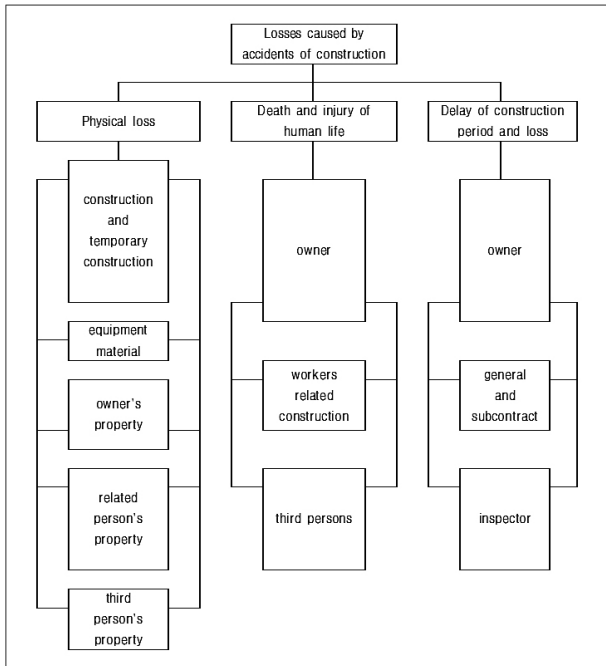 Losses caused by
accidents of construction
Physical loss
Death and injury of
human life
Delay of construction
period and loss
construction
and
temporary
construction
equipment
material
owner's
property
related
person's
property
third
person's
property
owner
workers
related
construction
third persons
owner
general
and
subcontract
inspector